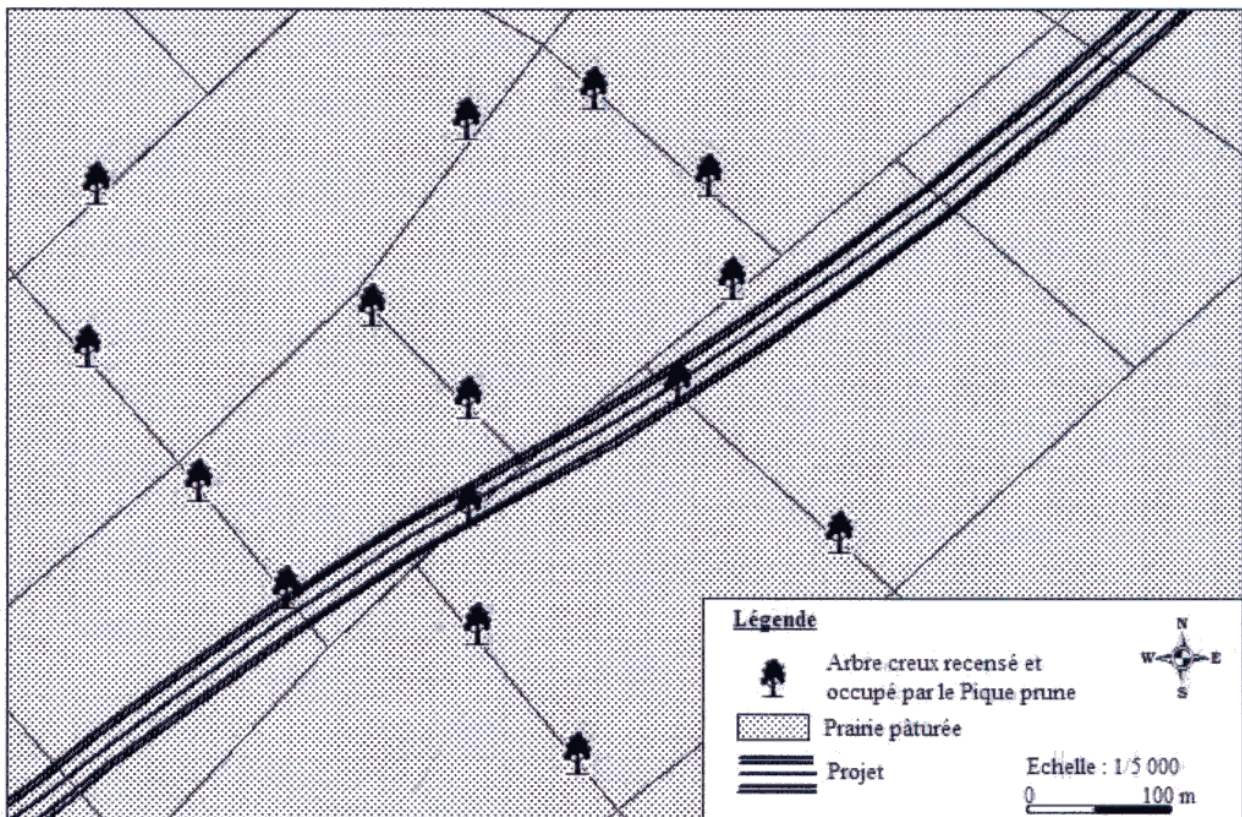 Légende
N
W E
S
Arbre creux recensé et
occupé par le Pique prune
Prairie pâturée
Projet
Echelle : 1/5 000
0 100 m